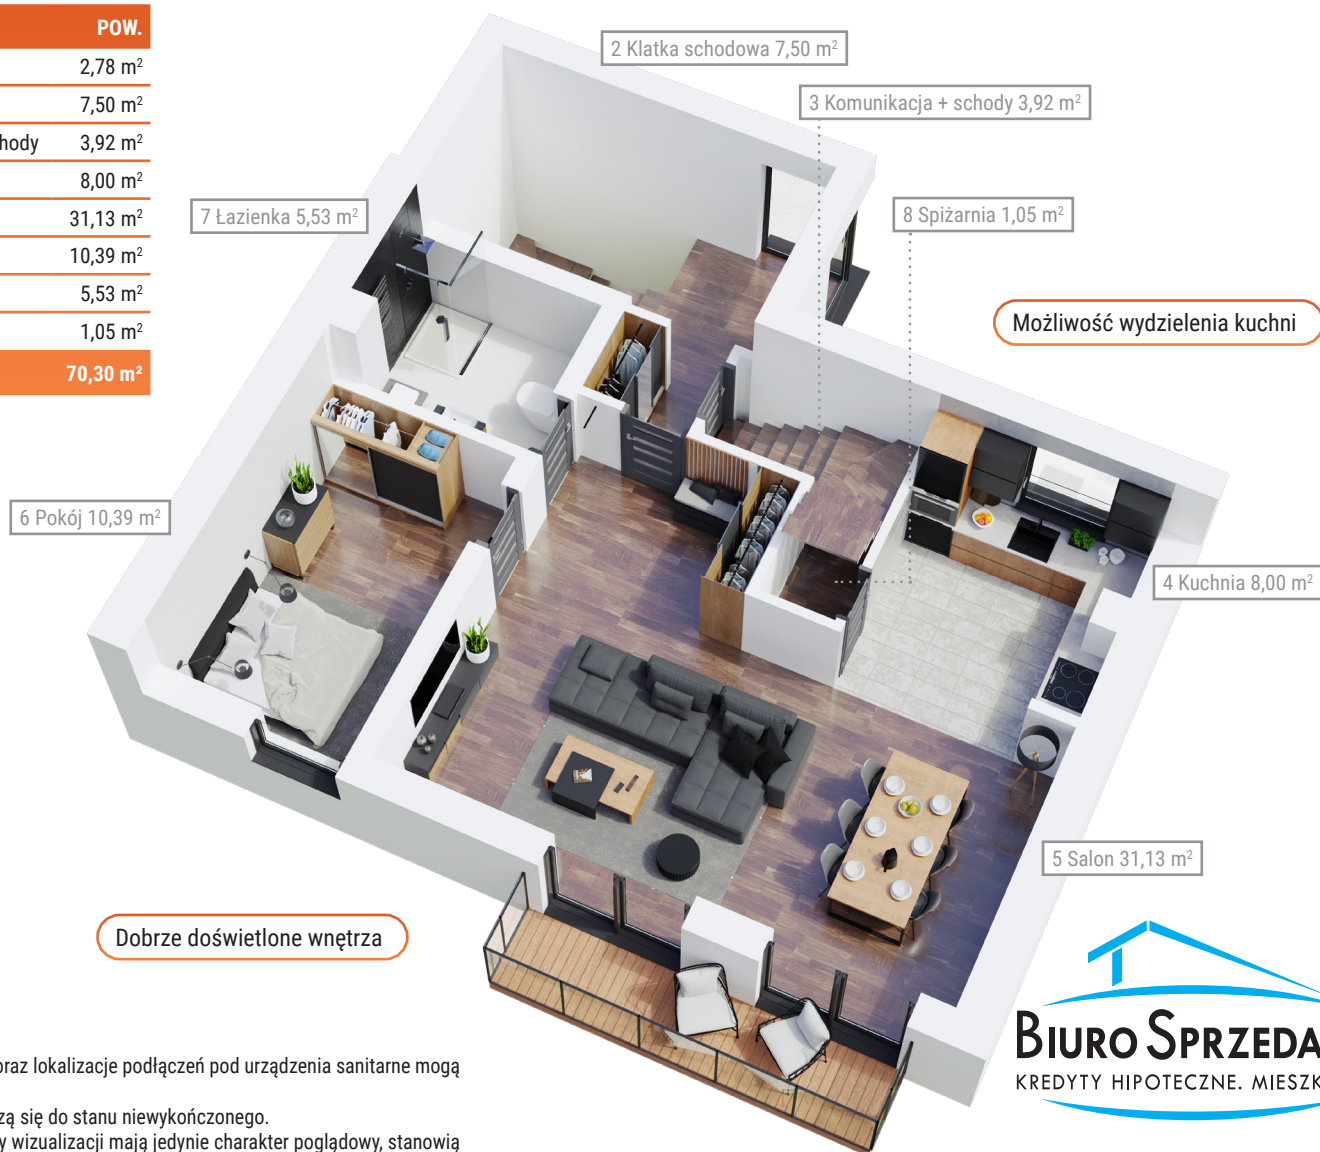 POW.
2,78 m²
7,50 m²
hody 3,92 m²
8,00 m²
31,13 m²
10,39 m²
5,53 m²
1,05 m²
70,30 m²
2 Klatka schodowa 7,50 m²
3 Komunikacja + schody 3,92 m²
7 Łazienka 5,53 m²
8 Spiżarnia 1,05 m²
Możliwość wydzielenia kuchni
6 Pokój 10,39 m²
4 Kuchnia 8,00 m²
5 Salon 31,13 m²
Dobrze doświetlone wnętrza
oraz lokalizacje podłączeń pod urządzenia sanitarne mogą
zą się do stanu niewykończonego.
y wizualizacji mają jedynie charakter poglądowy, stanowią
BIURO SPRZEDA
KREDYTY HIPOTECZNE. MIESZK